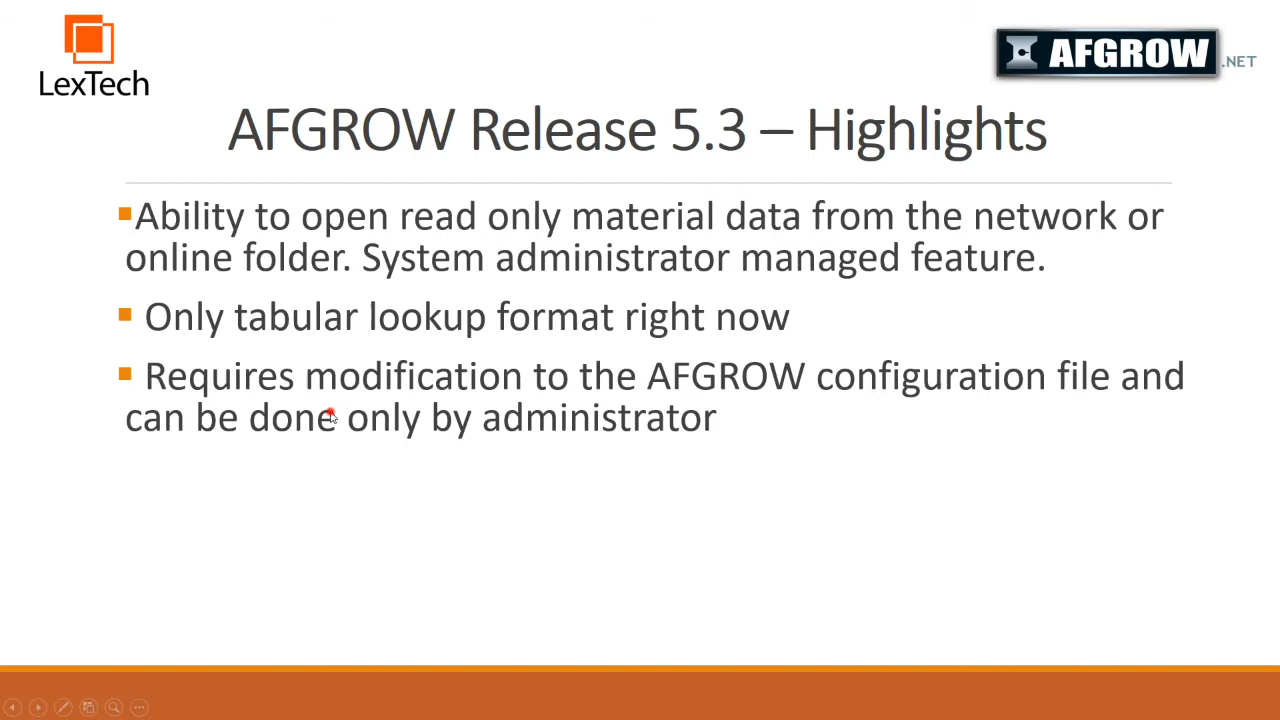 LexTech
AFGROW
.NET
AFGROW Release 5.3 – Highlights
Ability to open read only material data from the network or
online folder. System administrator managed feature.
Only tabular lookup format right now
Requires modification to the AFGROW configuration file and
can be done only by administrator